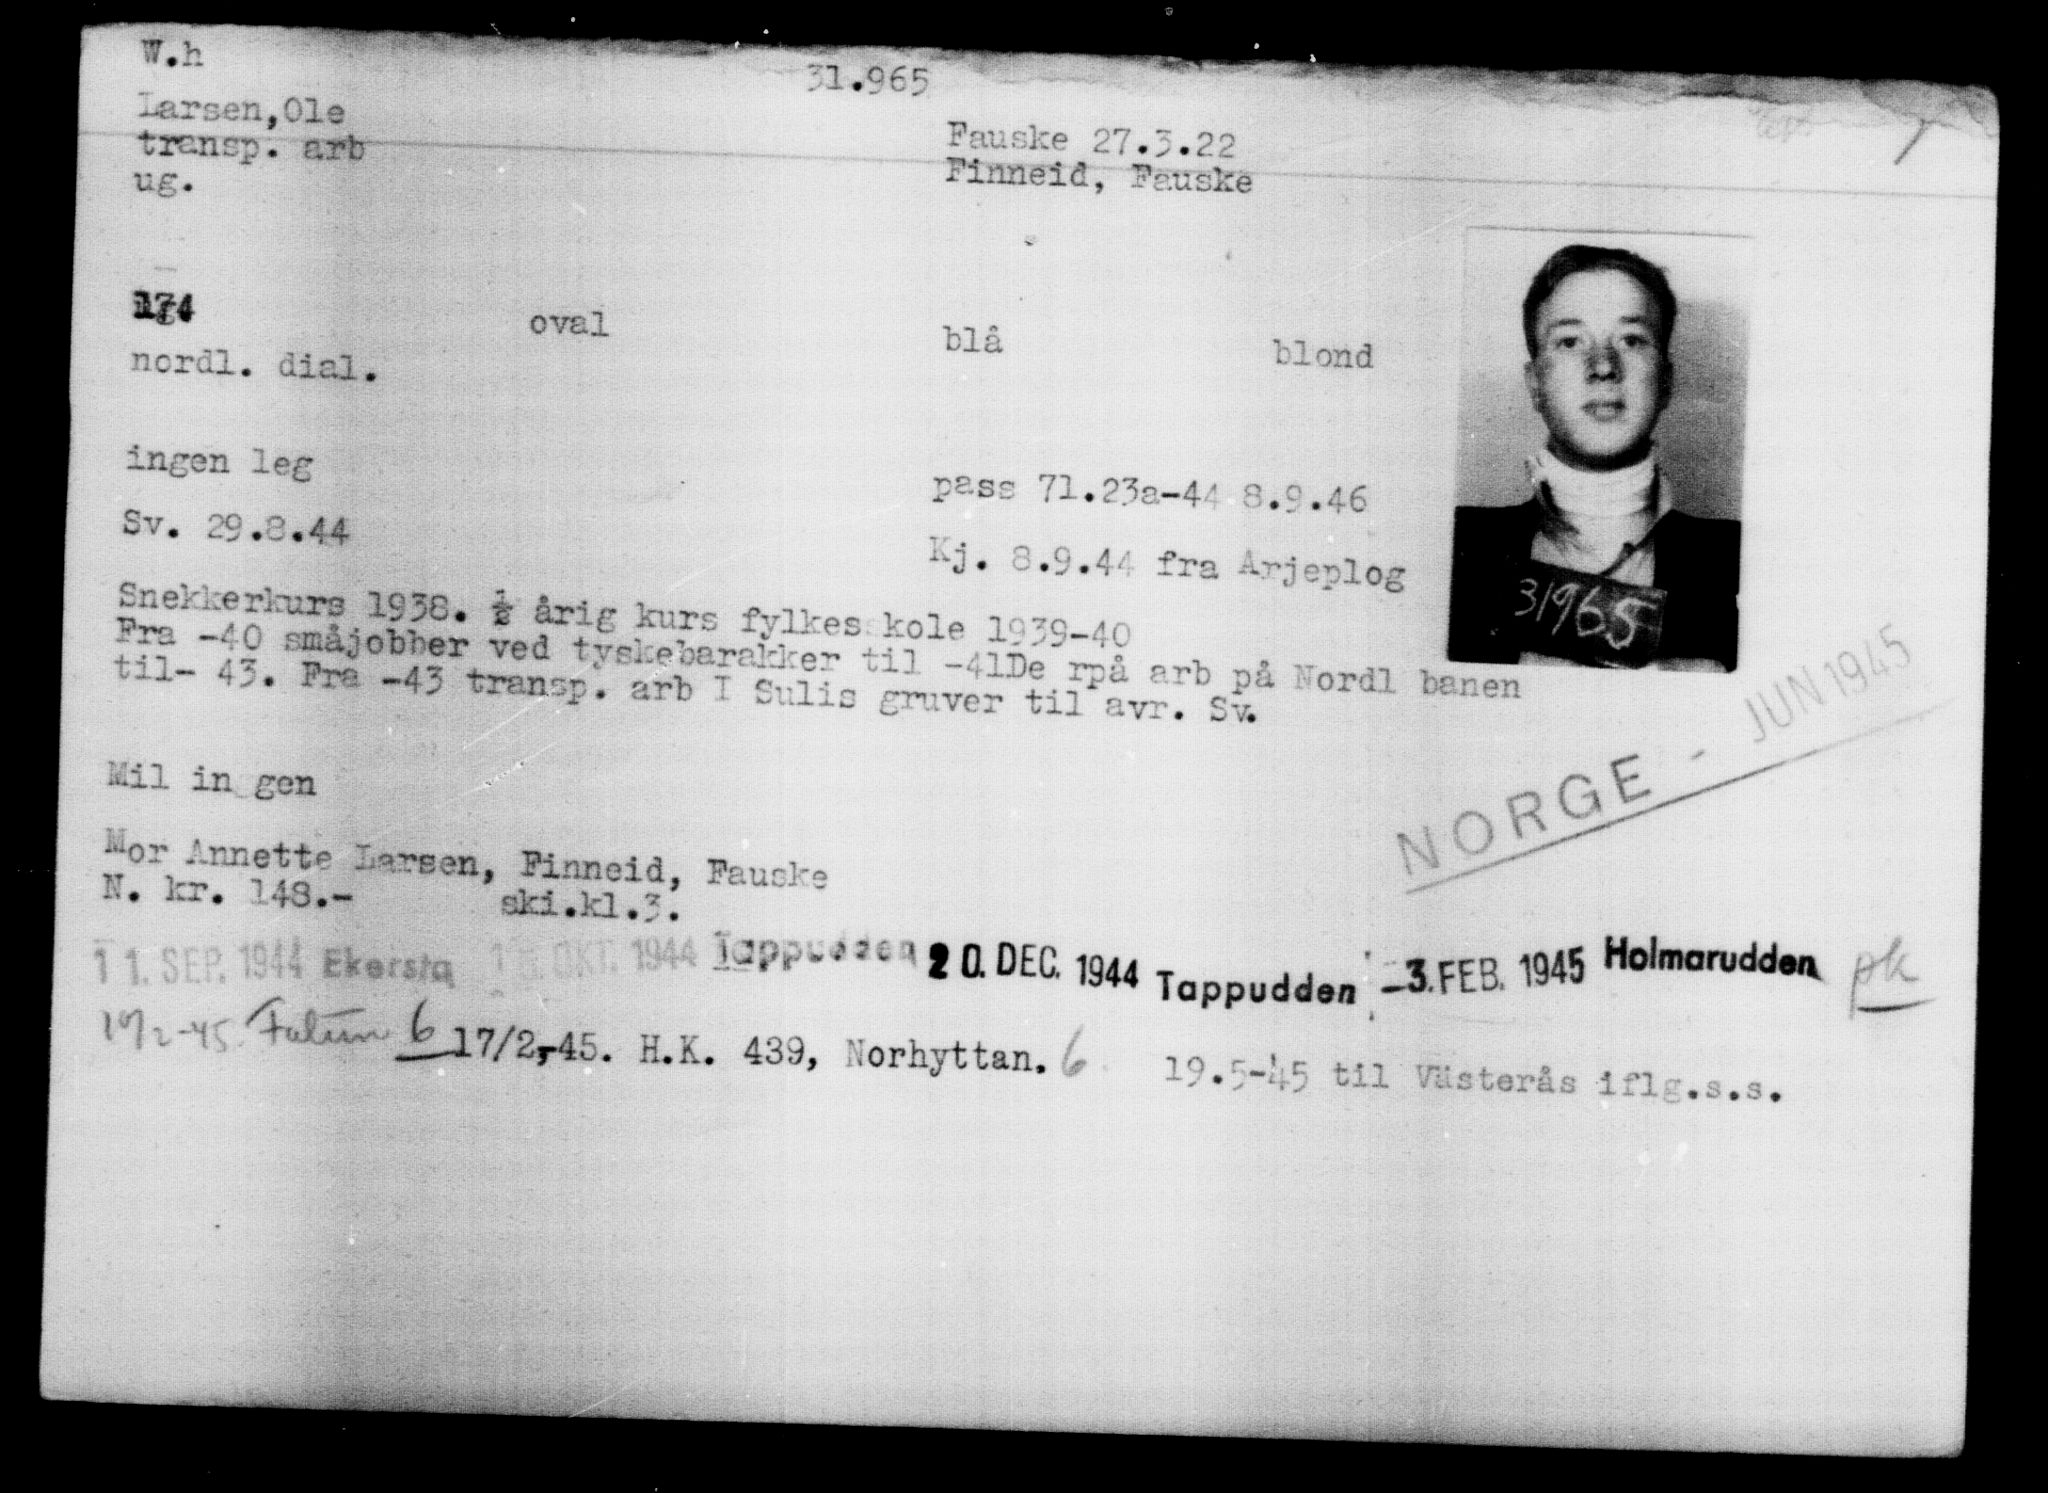 W.h
31.965
Larsen,Ole
Fauske 27.3.22
transp. arb
Finneid, Fauske
ug.
174
oval
blå
blond
nordl. dial.
ingen leg
pass 71.23a-44 8.9.46
Sv. 29.8.44
Kj. 8.9.44 fra Arjeplog
31965
Snekkerkurs 1938. ½ årig kurs fylkesskole 1939-40
Fra -40 småjobber ved tyskebarakker til -41De rpå arb på Nordl banen
til- 43. Fra -43 transp. arb I Sulis gruver til avr. Sv.
NORGE - JUN 1945
Mil in gen
Mor Annette Larsen, Finneid, Fauske
N. kr. 148.- ski.kl.3.
11. SEP. 1944 Ekersta OKT. 1944 Tappudden 20. DEC. 1944 Tappudden -3. FEB. 1945 Holmarudden pk
Falun 6 17/2,-45. H.K. 439, Norhyttan. 6 19.5-45 til Västerås iflg.s.s.